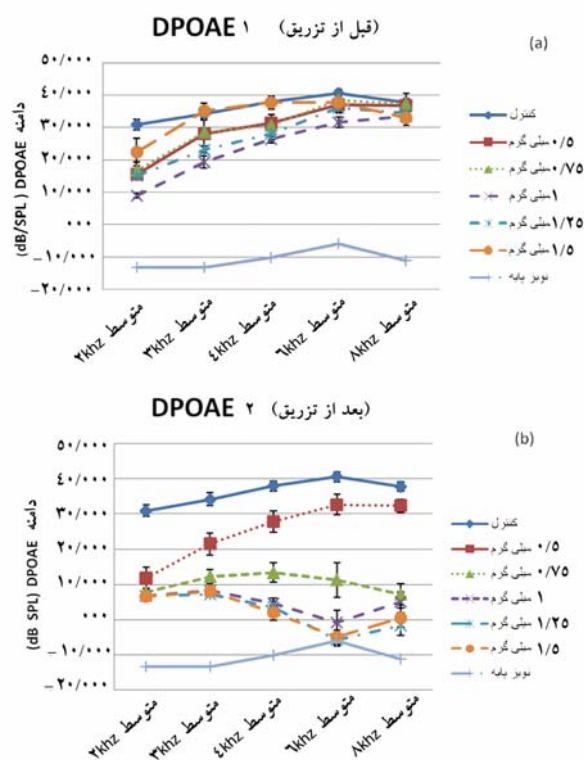 DPOAE ۱ (قبل از تزریق)
(a)
دامنه DPOAE (dB/SPL)
۵۰/۰۰۰
۴۰/۰۰۰
۳۰/۰۰۰
۲۰/۰۰۰
۱۰/۰۰۰
۰۰۰
−۱۰/۰۰۰
−۲۰/۰۰۰
متوسط ۲khz
متوسط ۳khz
متوسط ٤khz
متوسط ٦khz
متوسط ۸khz
کنترل
۰/۵ میلی گرم
۰/۷۵ میلی گرم
۱ میلی گرم
۱/۲۵ میلی گرم
۱/۵ میلی گرم
نویز پایه
DPOAE ۲ (بعد از تزریق)
(b)
دامنه DPOAE (dB SPL)
۵۰/۰۰۰
۴۰/۰۰۰
۳۰/۰۰۰
۲۰/۰۰۰
۱۰/۰۰۰
۰۰۰
−۱۰/۰۰۰
−۲۰/۰۰۰
متوسط ۲khz
متوسط ۳khz
متوسط ٤khz
متوسط ٦khz
متوسط ۸khz
کنترل
۰/۵ میلی گرم
۰/۷۵ میلی گرم
۱ میلی گرم
۱/۲۵ میلی گرم
۱/۵ میلی گرم
نویز پایه